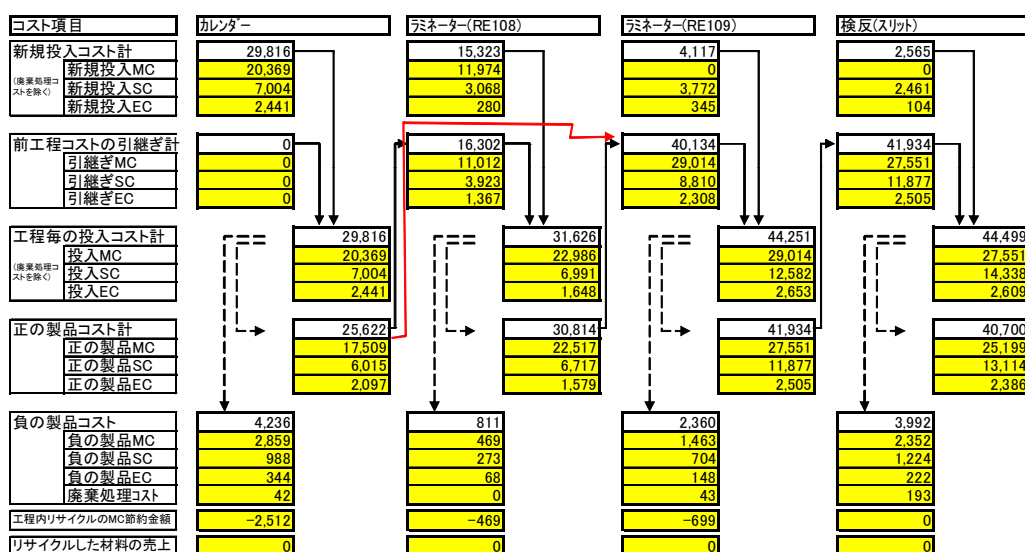 コスト項目 カレンダー ラミネーター(RE108) ラミネーター(RE109) 検反(スリット)
新規投入コスト計 29,816 15,323 4,117 2,565
(廃棄処理コストを除く)
新規投入MC 20,369 11,974 0 0
新規投入SC 7,004 3,068 3,772 2,461
新規投入EC 2,441 280 345 104
前工程コストの引継ぎ計 0 16,302 40,134 41,934
引継ぎMC 0 11,012 29,014 27,551
引継ぎSC 0 3,923 8,810 11,877
引継ぎEC 0 1,367 2,308 2,505
工程毎の投入コスト計 29,816 31,626 44,251 44,499
(廃棄処理コストを除く)
投入MC 20,369 22,986 29,014 27,551
投入SC 7,004 6,991 12,582 14,338
投入EC 2,441 1,648 2,653 2,609
正の製品コスト計 25,622 30,814 41,934 40,700
正の製品MC 17,509 22,517 27,551 25,199
正の製品SC 6,015 6,717 11,877 13,114
正の製品EC 2,097 1,579 2,505 2,386
負の製品コスト 4,236 811 2,360 3,992
負の製品MC 2,859 469 1,463 2,352
負の製品SC 988 273 704 1,224
負の製品EC 344 68 148 222
廃棄処理コスト 42 0 43 193
工程内リサイクルのMC節約金額 -2,512 -469 -699 0
リサイクルした材料の売上 0 0 0 0